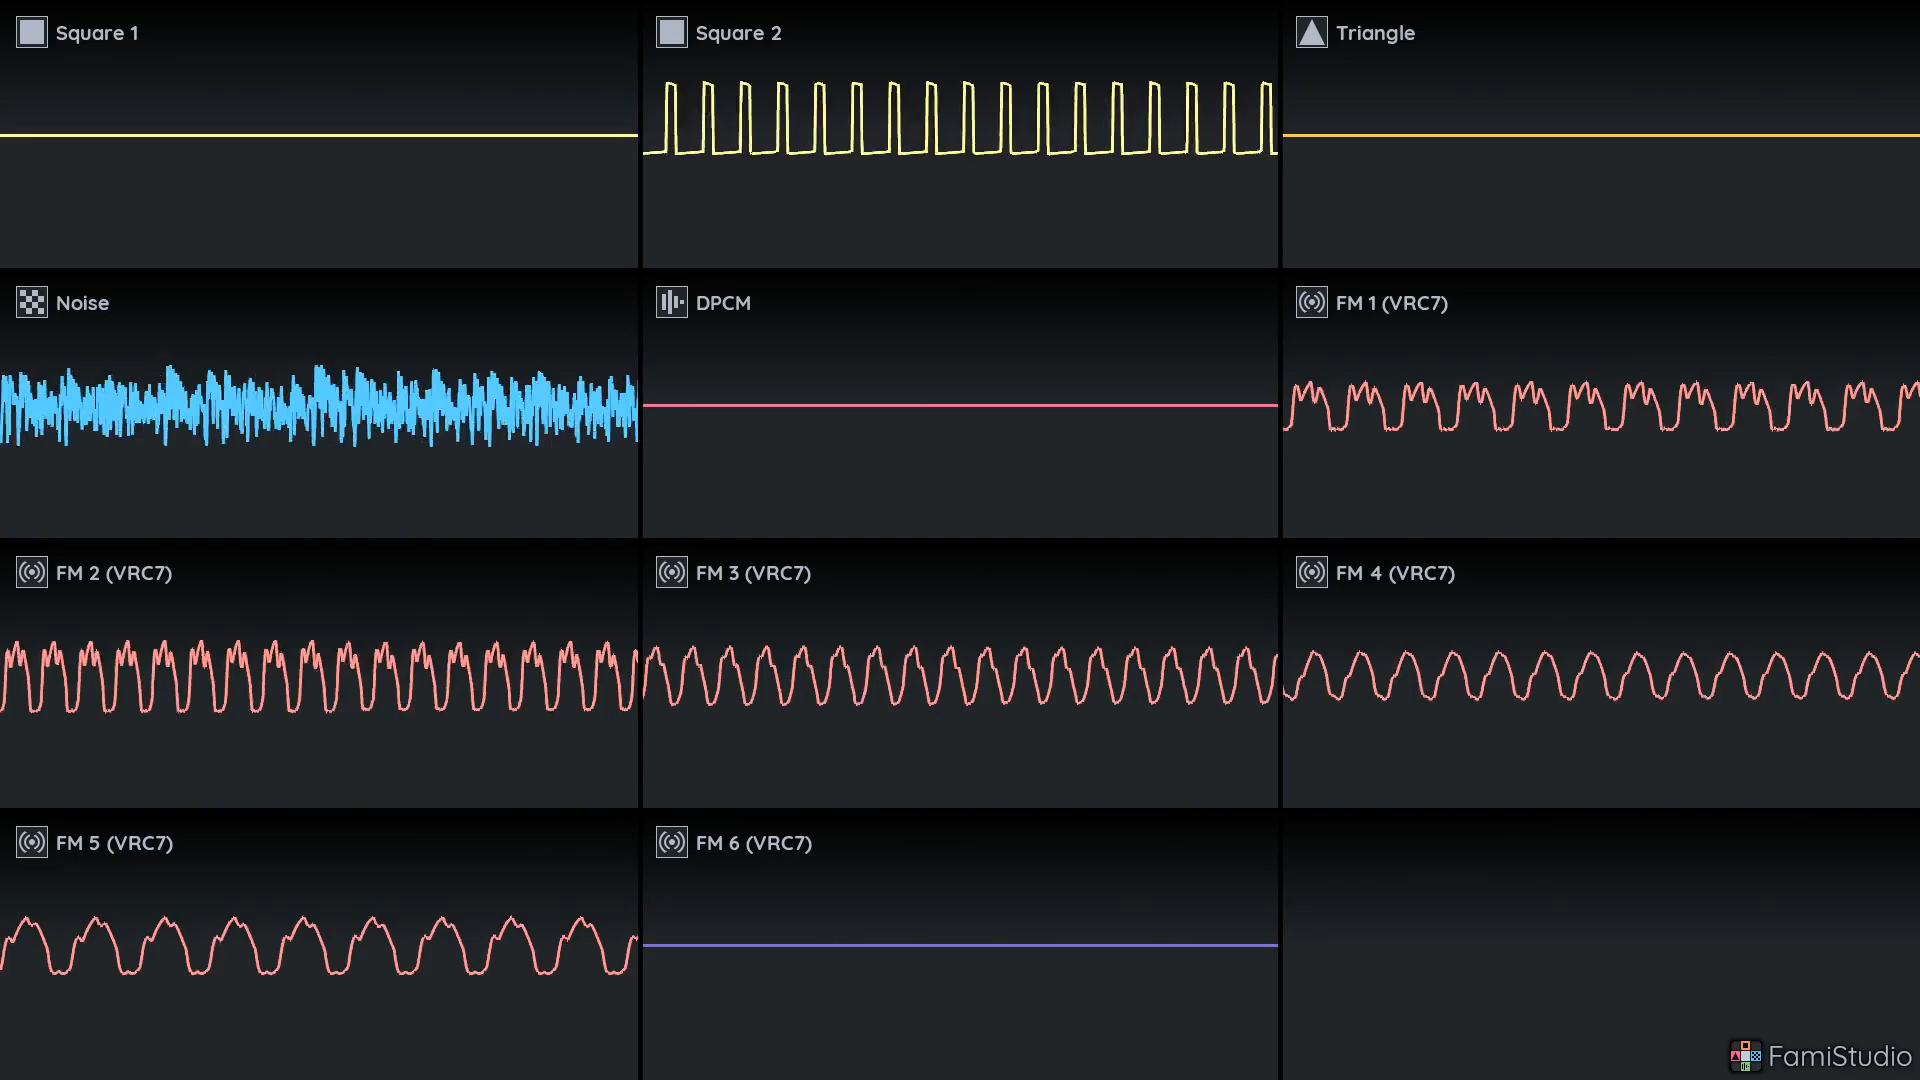 Square 1
Square 2
Triangle
Noise
DPCM
FM 1 (VRC7)
FM 2 (VRC7)
FM 3 (VRC7)
FM 4 (VRC7)
FM 5 (VRC7)
FM 6 (VRC7)
FamiStudio